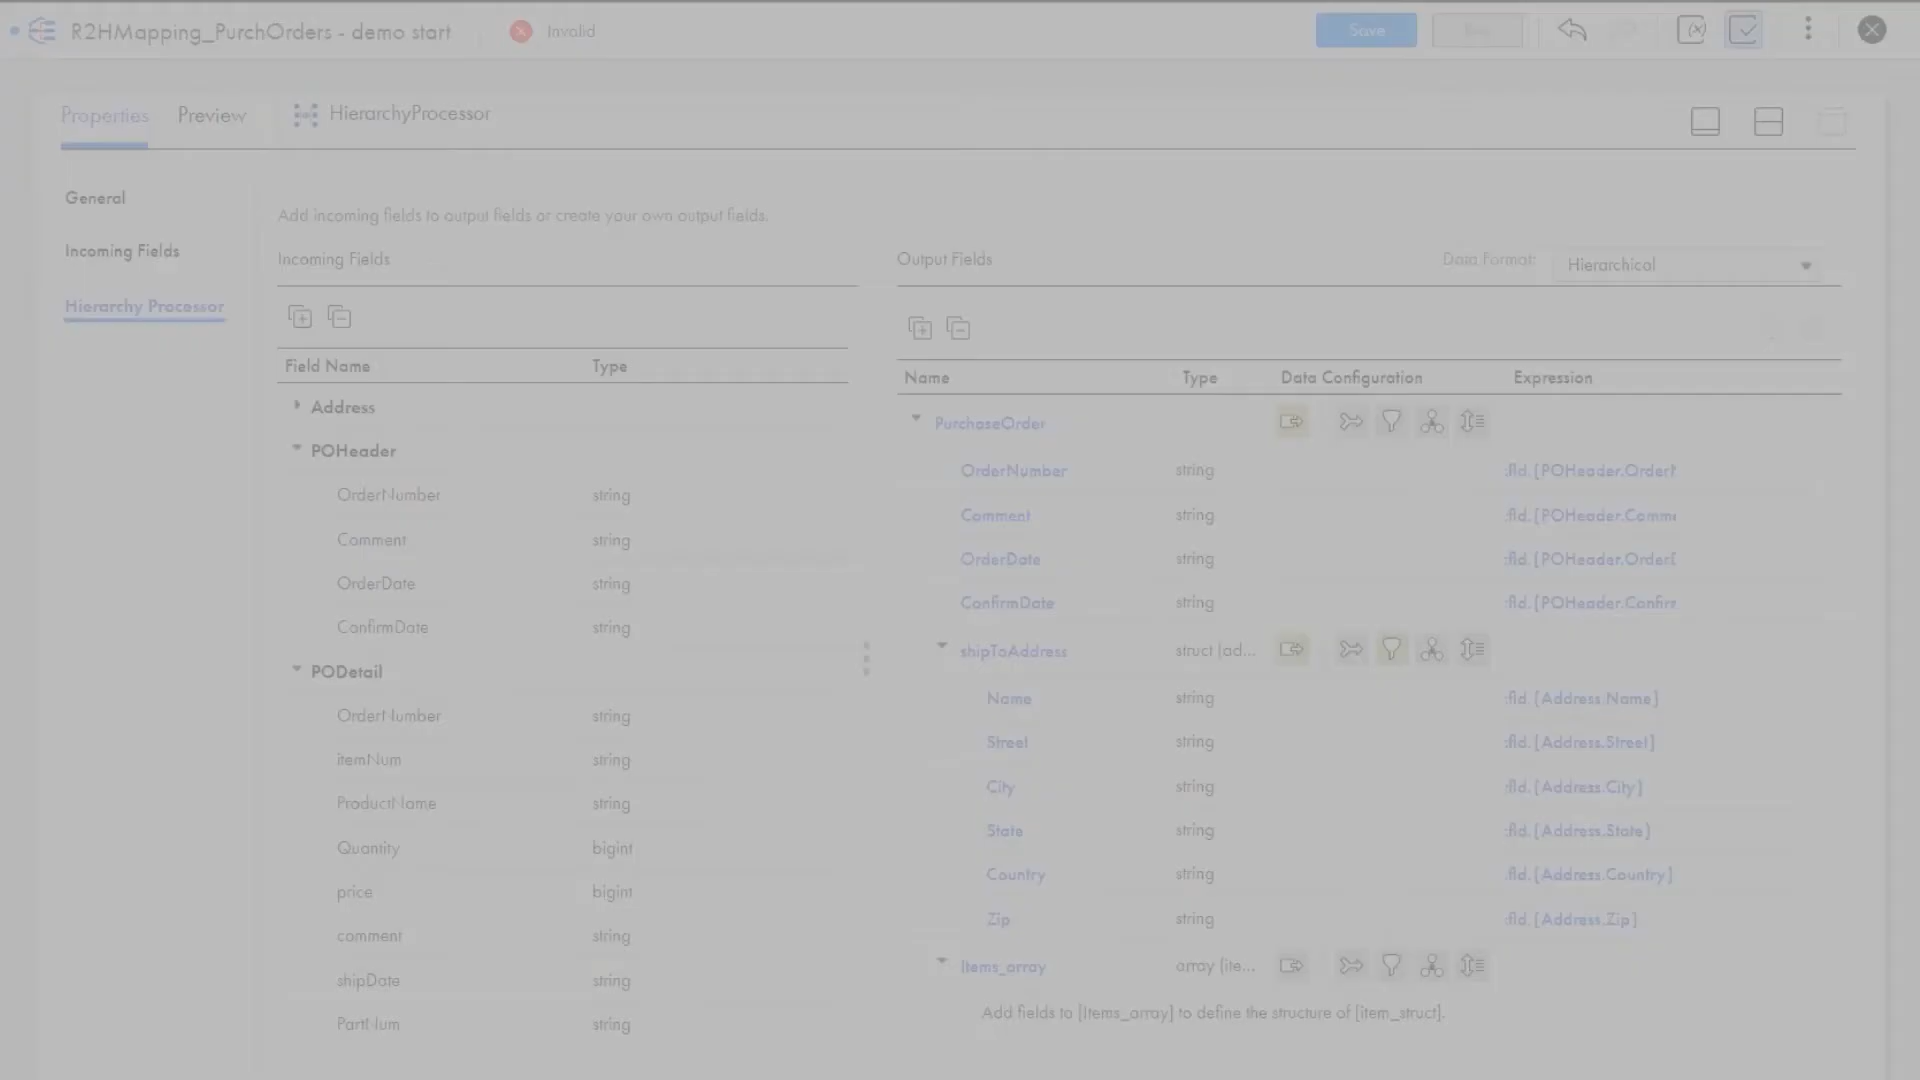 R2HMapping_PurchOrders - demo start
Invalid
Save
Properties
Preview
HierarchyProcessor
General
Incoming Fields
Hierarchy Processor
Add incoming fields to output fields or create your own output fields.
Incoming Fields
Field Name Type
Address
POHeader
OrderNumber string
Comment string
OrderDate string
ConfirmDate string
PODetail
OrderNumber string
itemNum string
ProductName string
Quantity bigint
price bigint
comment string
shipDate string
PartNum string
Output Fields
Data Format: Hierarchical
Name Type Data Configuration Expression
PurchaseOrder
OrderNumber string :fld.{POHeader.OrderN
Comment string :fld.{POHeader.Comme
OrderDate string :fld.{POHeader.OrderD
ConfirmDate string :fld.{POHeader.Confirm
shipToAddress struct (ad...
Name string :fld.{Address.Name}
Street string :fld.{Address.Street}
City string :fld.{Address.City}
State string :fld.{Address.State}
Country string :fld.{Address.Country}
Zip string :fld.{Address.Zip}
Items_array array (ite...
Add fields to [Items_array] to define the structure of [item_struct].